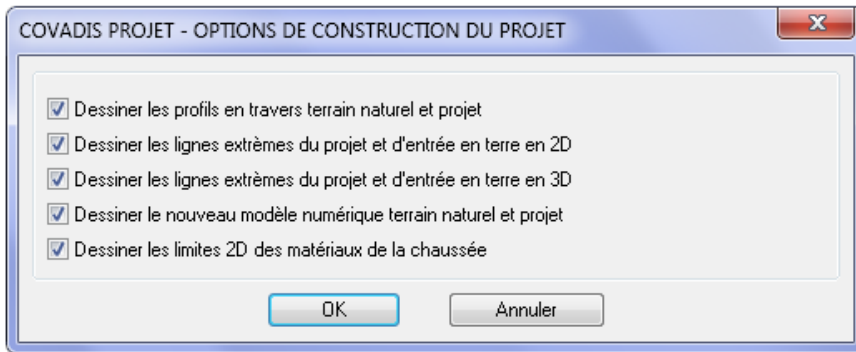 COVADIS PROJET - OPTIONS DE CONSTRUCTION DU PROJET
Dessiner les profils en travers terrain naturel et projet
Dessiner les lignes extrêmes du projet et d'entrée en terre en 2D
Dessiner les lignes extrêmes du projet et d'entrée en terre en 3D
Dessiner le nouveau modèle numérique terrain naturel et projet
Dessiner les limites 2D des matériaux de la chaussée
OK
Annuler